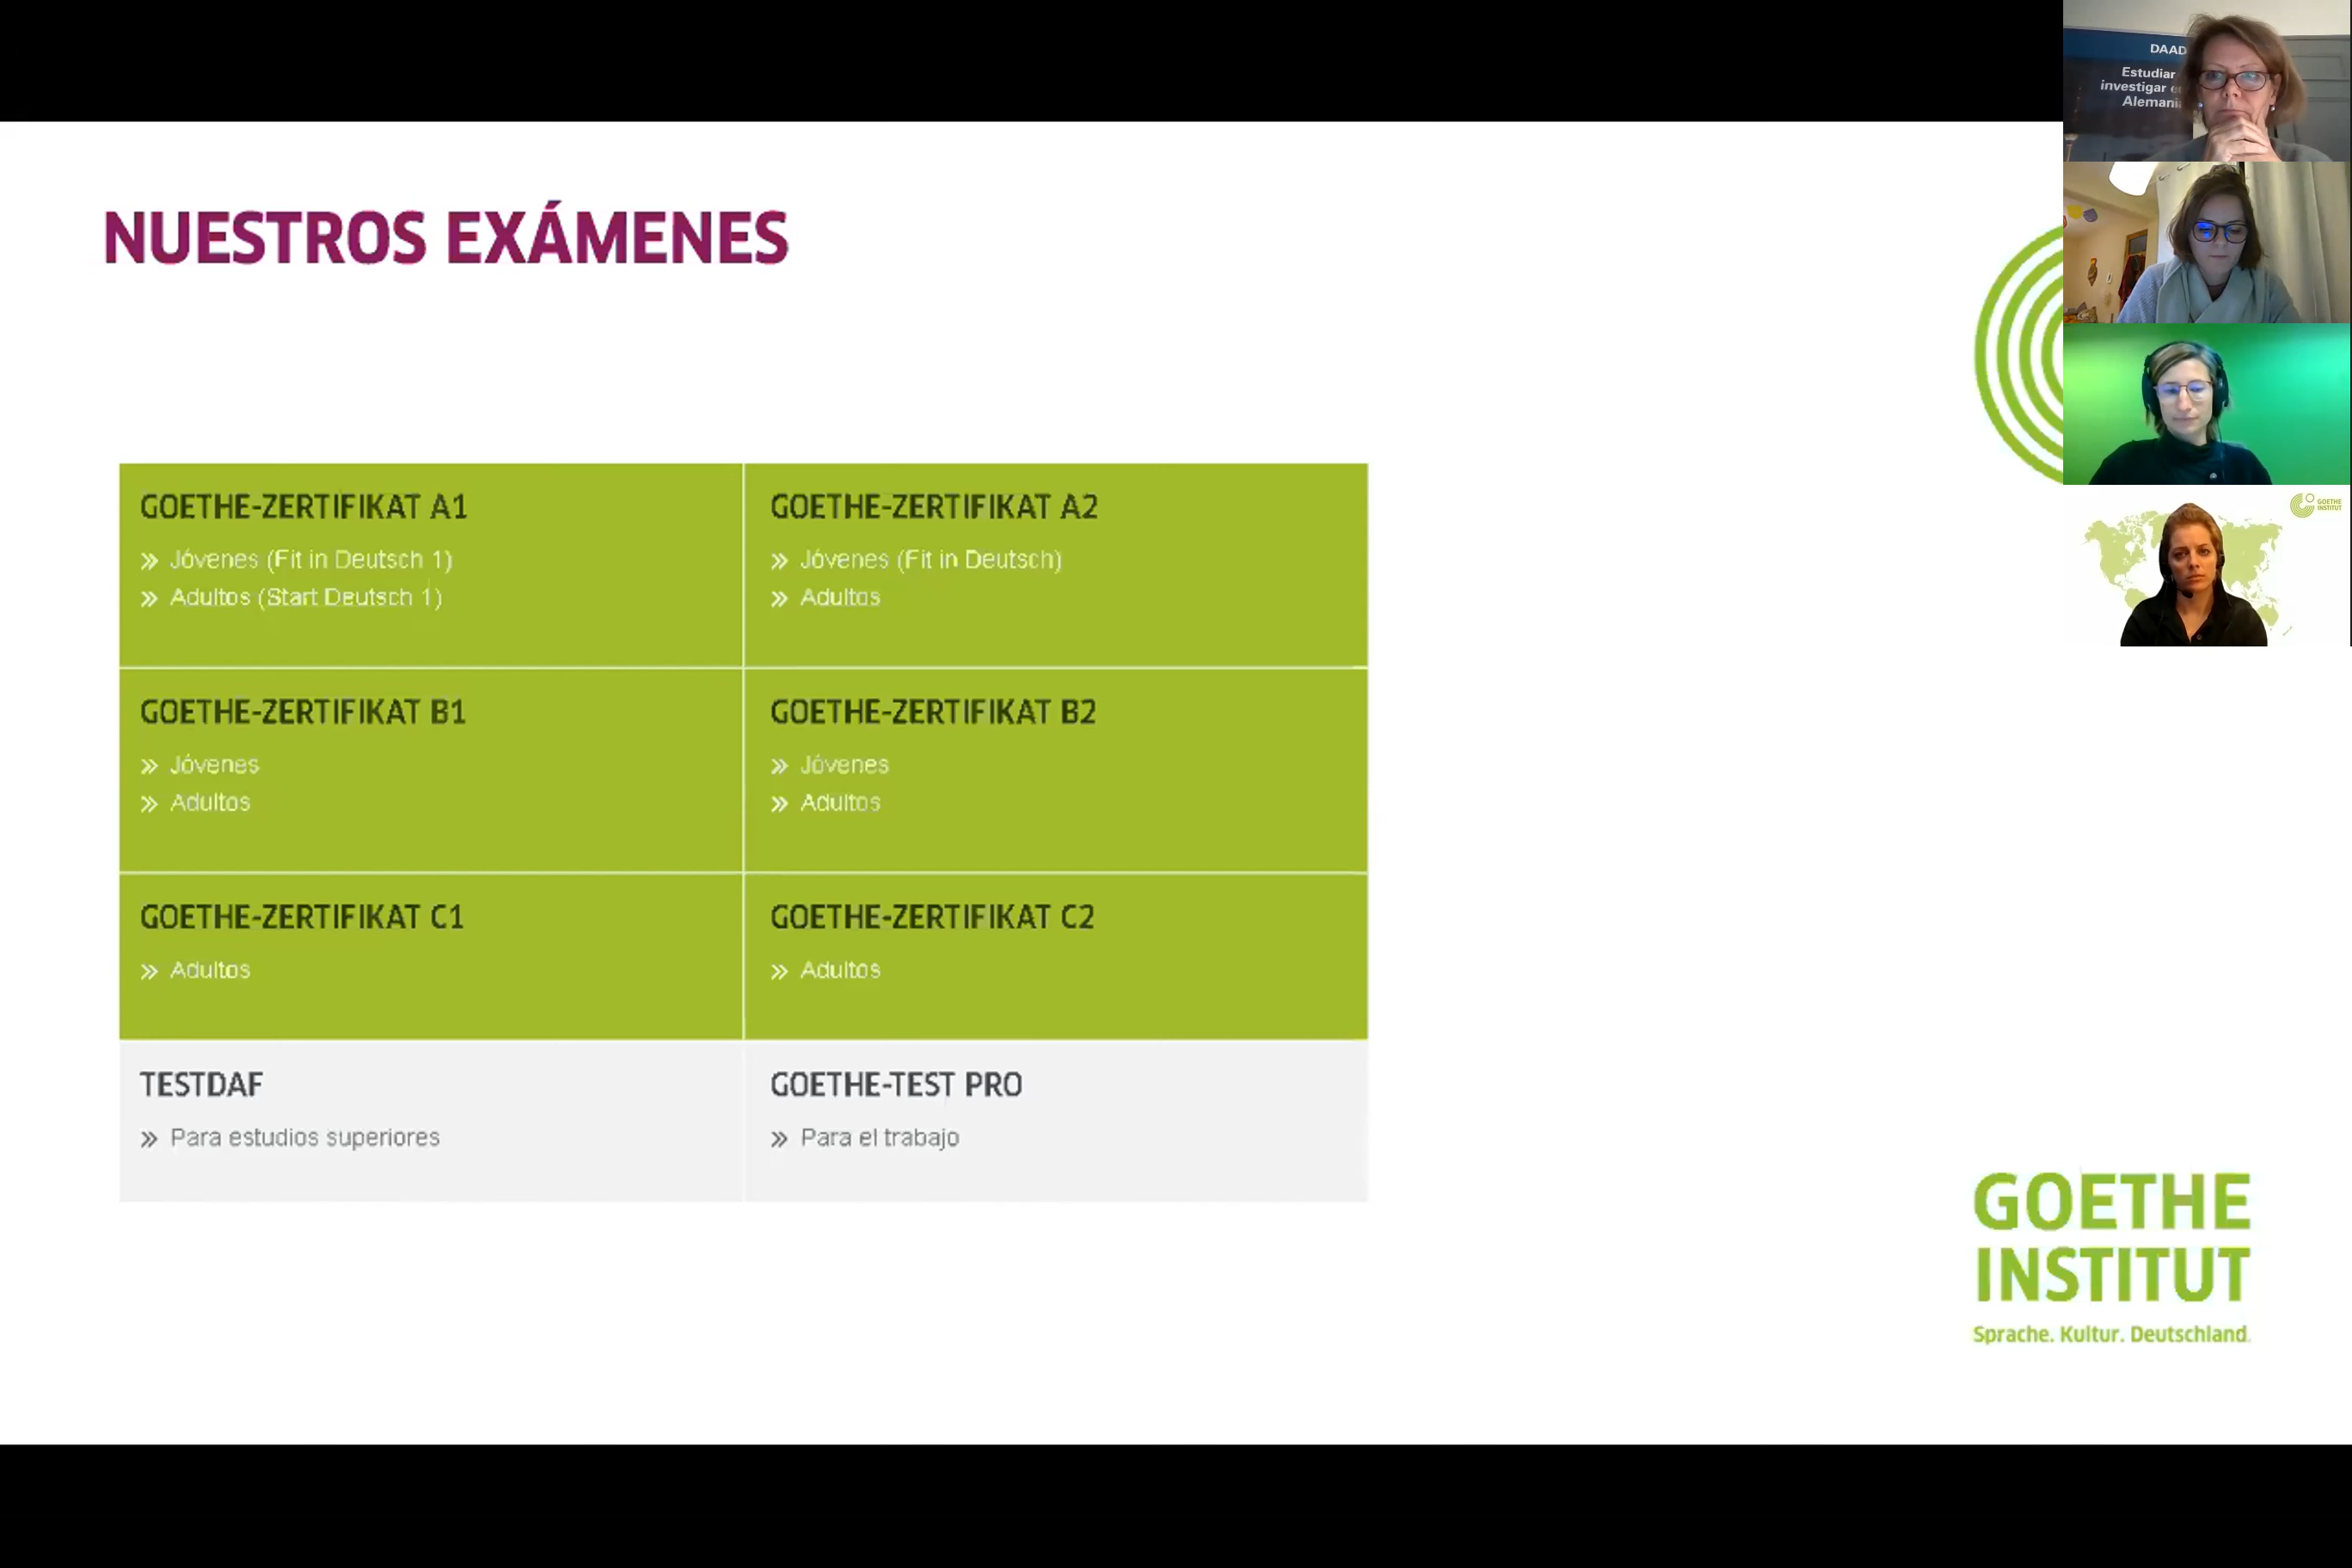 NUESTROS EXÁMENES
GOETHE-ZERTIFIKAT A1
» Jóvenes (Fit in Deutsch 1)
» Adultos (Start Deutsch 1)
GOETHE-ZERTIFIKAT A2
» Jóvenes (Fit in Deutsch)
» Adultos
GOETHE-ZERTIFIKAT B1
» Jóvenes
» Adultos
GOETHE-ZERTIFIKAT B2
» Jóvenes
» Adultos
GOETHE-ZERTIFIKAT C1
» Adultos
GOETHE-ZERTIFIKAT C2
» Adultos
TESTDAF
» Para estudios superiores
GOETHE-TEST PRO
» Para el trabajo
DAAD
Estudiar
investigar
Aleman
GOETHE
INSTITUT
GOETHE
INSTITUT
Sprache. Kultur. Deutschland.